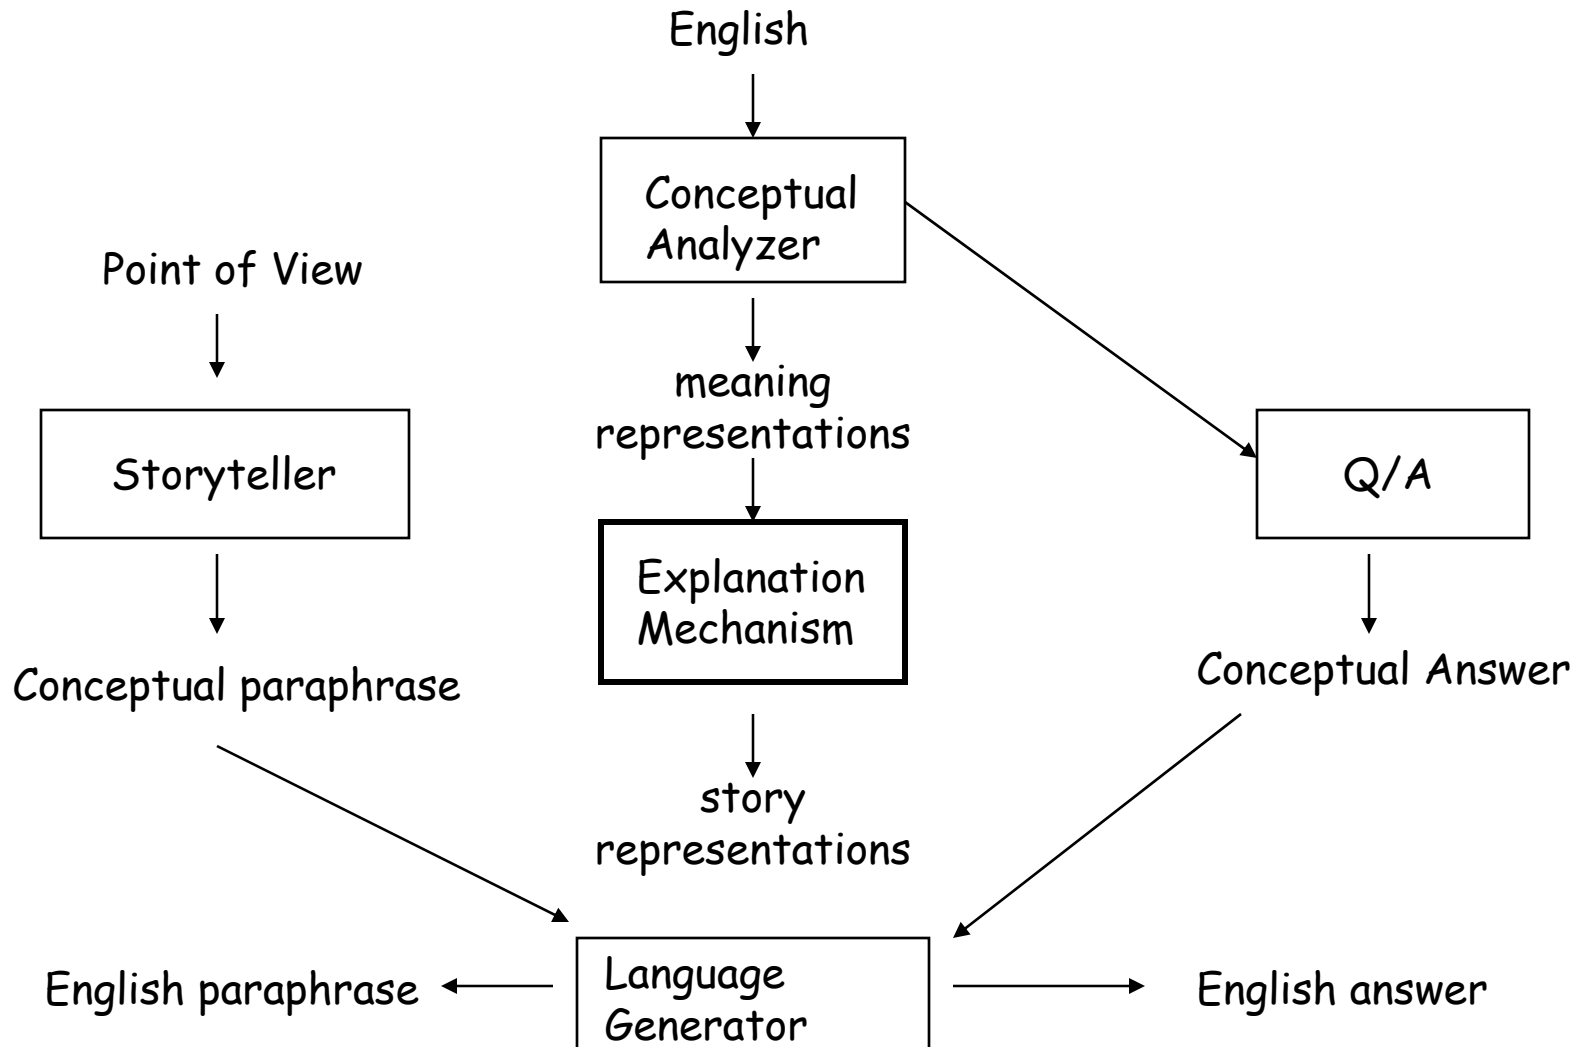 English
Conceptual
Analyzer
Point of View
meaning
representations
Storyteller
Q/A
Explanation
Mechanism
Conceptual paraphrase
Conceptual Answer
story
representations
Language
Generator
English paraphrase
English answer